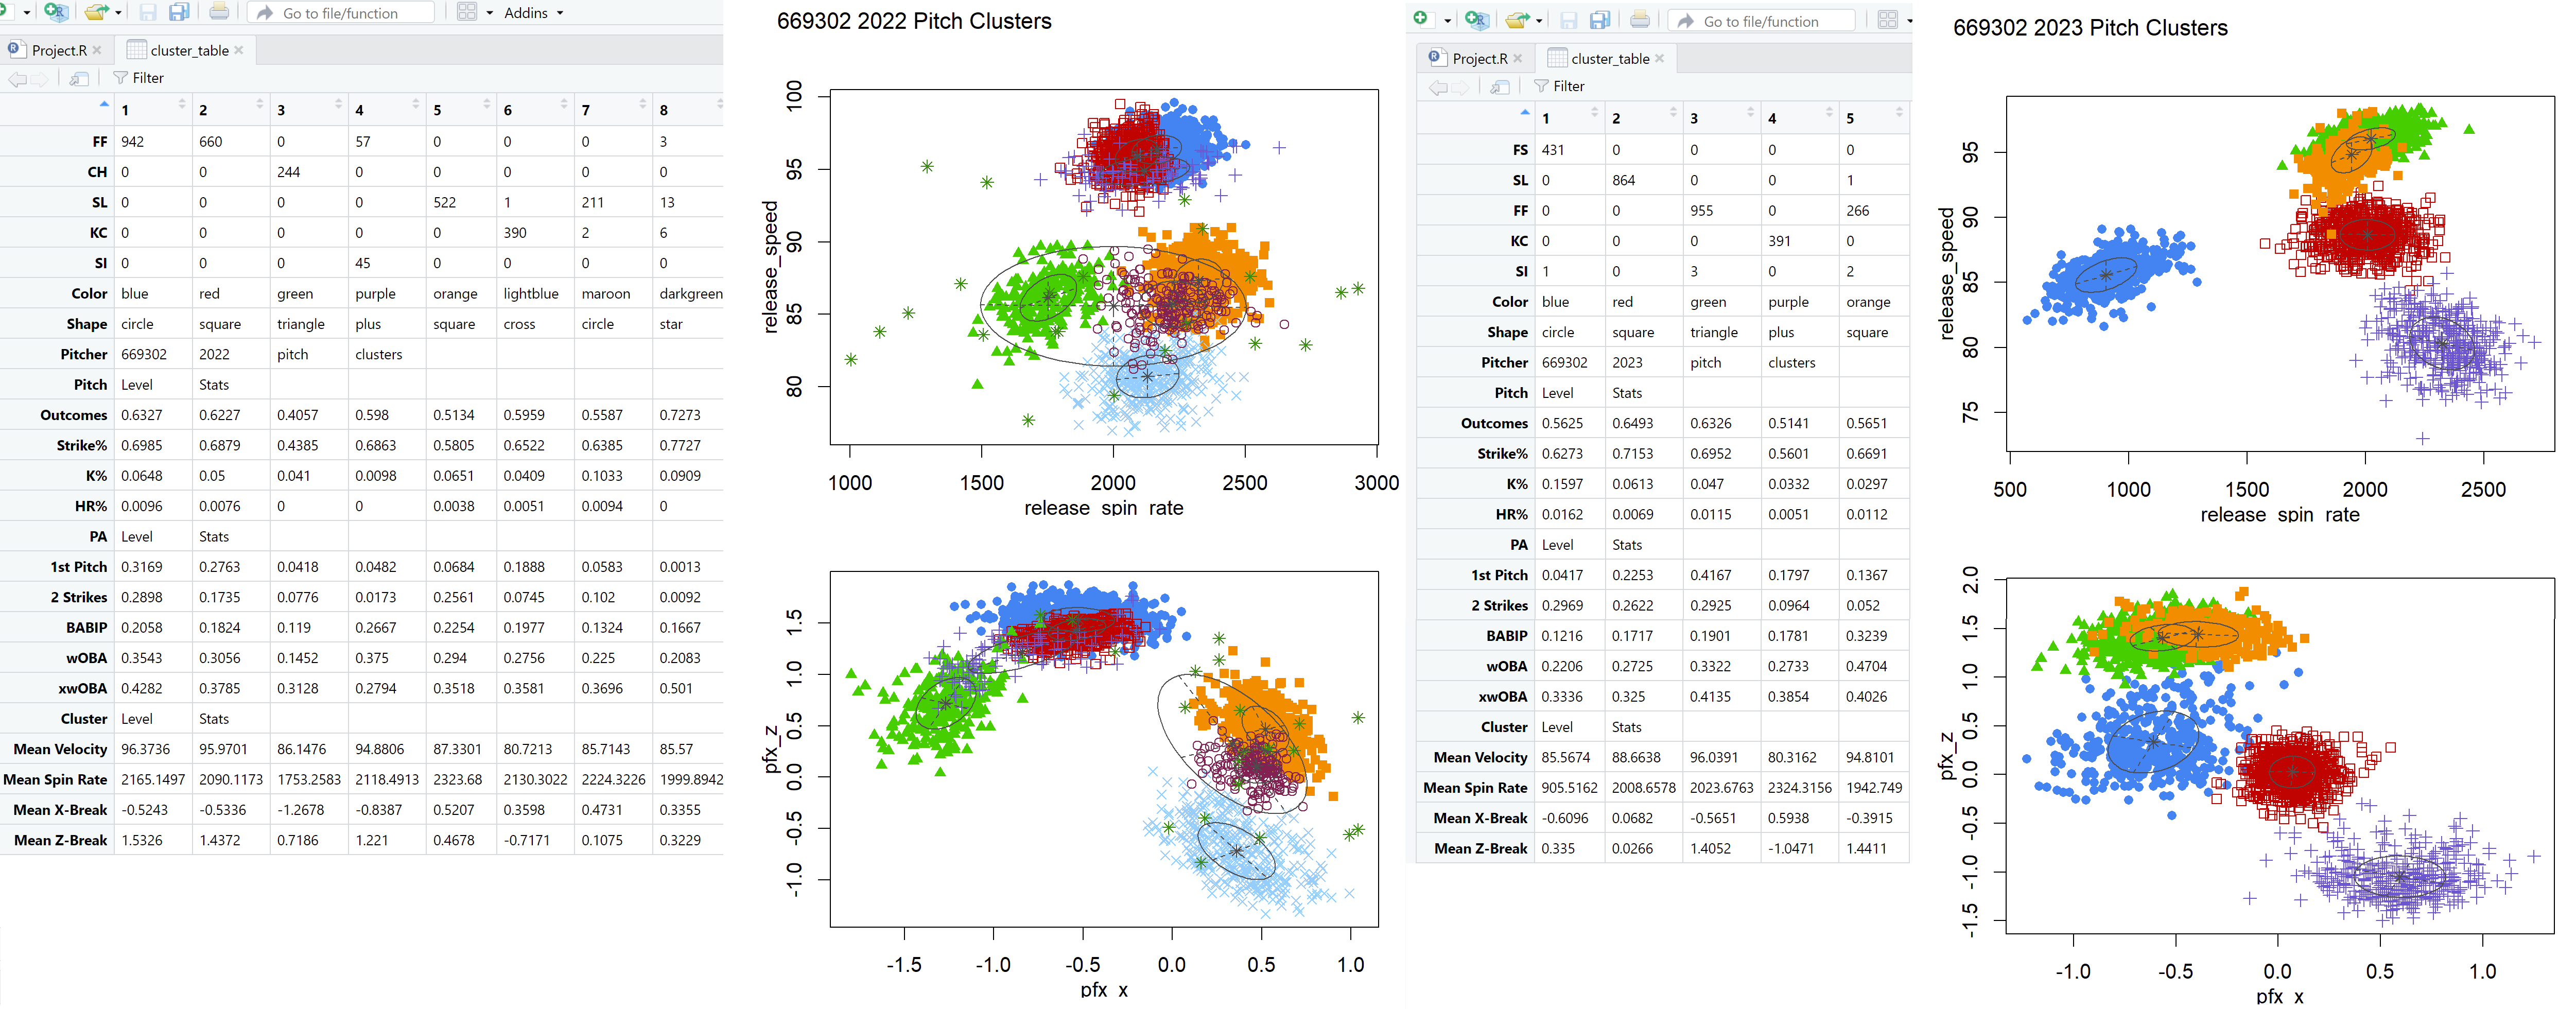 Go to file/function Addins
Project.R cluster_table
Filter
1 2 3 4 5 6 7 8
FF 942 660 0 57 0 0 0 3
CH 0 0 244 0 0 0 0 0
SL 0 0 0 0 522 1 211 13
KC 0 0 0 0 0 390 2 6
SI 0 0 0 45 0 0 0 0
Color blue red green purple orange lightblue maroon darkgreen
Shape circle square triangle plus square cross circle star
Pitcher 669302 2022 pitch clusters
Pitch Level Stats
Outcomes 0.6327 0.6227 0.4057 0.598 0.5134 0.5959 0.5587 0.7273
Strike% 0.6985 0.6879 0.4385 0.6863 0.5805 0.6522 0.6385 0.7727
K% 0.0648 0.05 0.041 0.0098 0.0651 0.0409 0.1033 0.0909
HR% 0.0096 0.0076 0 0 0.0038 0.0051 0.0094 0
PA Level Stats
1st Pitch 0.3169 0.2763 0.0418 0.0482 0.0684 0.1888 0.0583 0.0013
2 Strikes 0.2898 0.1735 0.0776 0.0173 0.2561 0.0745 0.102 0.0092
BABIP 0.2058 0.1824 0.119 0.2667 0.2254 0.1977 0.1324 0.1667
wOBA 0.3543 0.3056 0.1452 0.375 0.294 0.2756 0.225 0.2083
xwOBA 0.4282 0.3785 0.3128 0.2794 0.3518 0.3581 0.3696 0.501
Cluster Level Stats
Mean Velocity 96.3736 95.9701 86.1476 94.8806 87.3301 80.7213 85.7143 85.57
Mean Spin Rate 2165.1497 2090.1173 1753.2583 2118.4913 2323.68 2130.3022 2224.3226 1999.8942
Mean X-Break -0.5243 -0.5336 -1.2678 -0.8387 0.5207 0.3598 0.4731 0.3355
Mean Z-Break 1.5326 1.4372 0.7186 1.221 0.4678 -0.7171 0.1075 0.3229
669302 2022 Pitch Clusters
release_speed
100
95
90
85
80
1000 1500 2000 2500 3000
release_spin_rate
pfx_z
1.5
1.0
0.5
0.0
-0.5
-1.0
-1.5 -1.0 -0.5 0.0 0.5 1.0
pfx_x
Go to file/function
Project.R cluster_table
Filter
1 2 3 4 5
FS 431 0 0 0 0
SL 0 864 0 0 1
FF 0 0 955 0 266
KC 0 0 0 391 0
SI 1 0 3 0 2
Color blue red green purple orange
Shape circle square triangle plus square
Pitcher 669302 2023 pitch clusters
Pitch Level Stats
Outcomes 0.5625 0.6493 0.6326 0.5141 0.5651
Strike% 0.6273 0.7153 0.6952 0.5601 0.6691
K% 0.1597 0.0613 0.047 0.0332 0.0297
HR% 0.0162 0.0069 0.0115 0.0051 0.0112
PA Level Stats
1st Pitch 0.0417 0.2253 0.4167 0.1797 0.1367
2 Strikes 0.2969 0.2622 0.2925 0.0964 0.052
BABIP 0.1216 0.1717 0.1901 0.1781 0.3239
wOBA 0.2206 0.2725 0.3322 0.2733 0.4704
xwOBA 0.3336 0.325 0.4135 0.3854 0.4026
Cluster Level Stats
Mean Velocity 85.5674 88.6638 96.0391 80.3162 94.8101
Mean Spin Rate 905.5162 2008.6578 2023.6763 2324.3156 1942.749
Mean X-Break -0.6096 0.0682 -0.5651 0.5938 -0.3915
Mean Z-Break 0.335 0.0266 1.4052 -1.0471 1.4411
669302 2023 Pitch Clusters
release_speed
95
90
85
80
75
500 1000 1500 2000 2500
release_spin_rate
pfx_z
2.0
1.5
1.0
0.5
0.0
-0.5
-1.0
-1.5
-1.0 -0.5 0.0 0.5 1.0
pfx_x